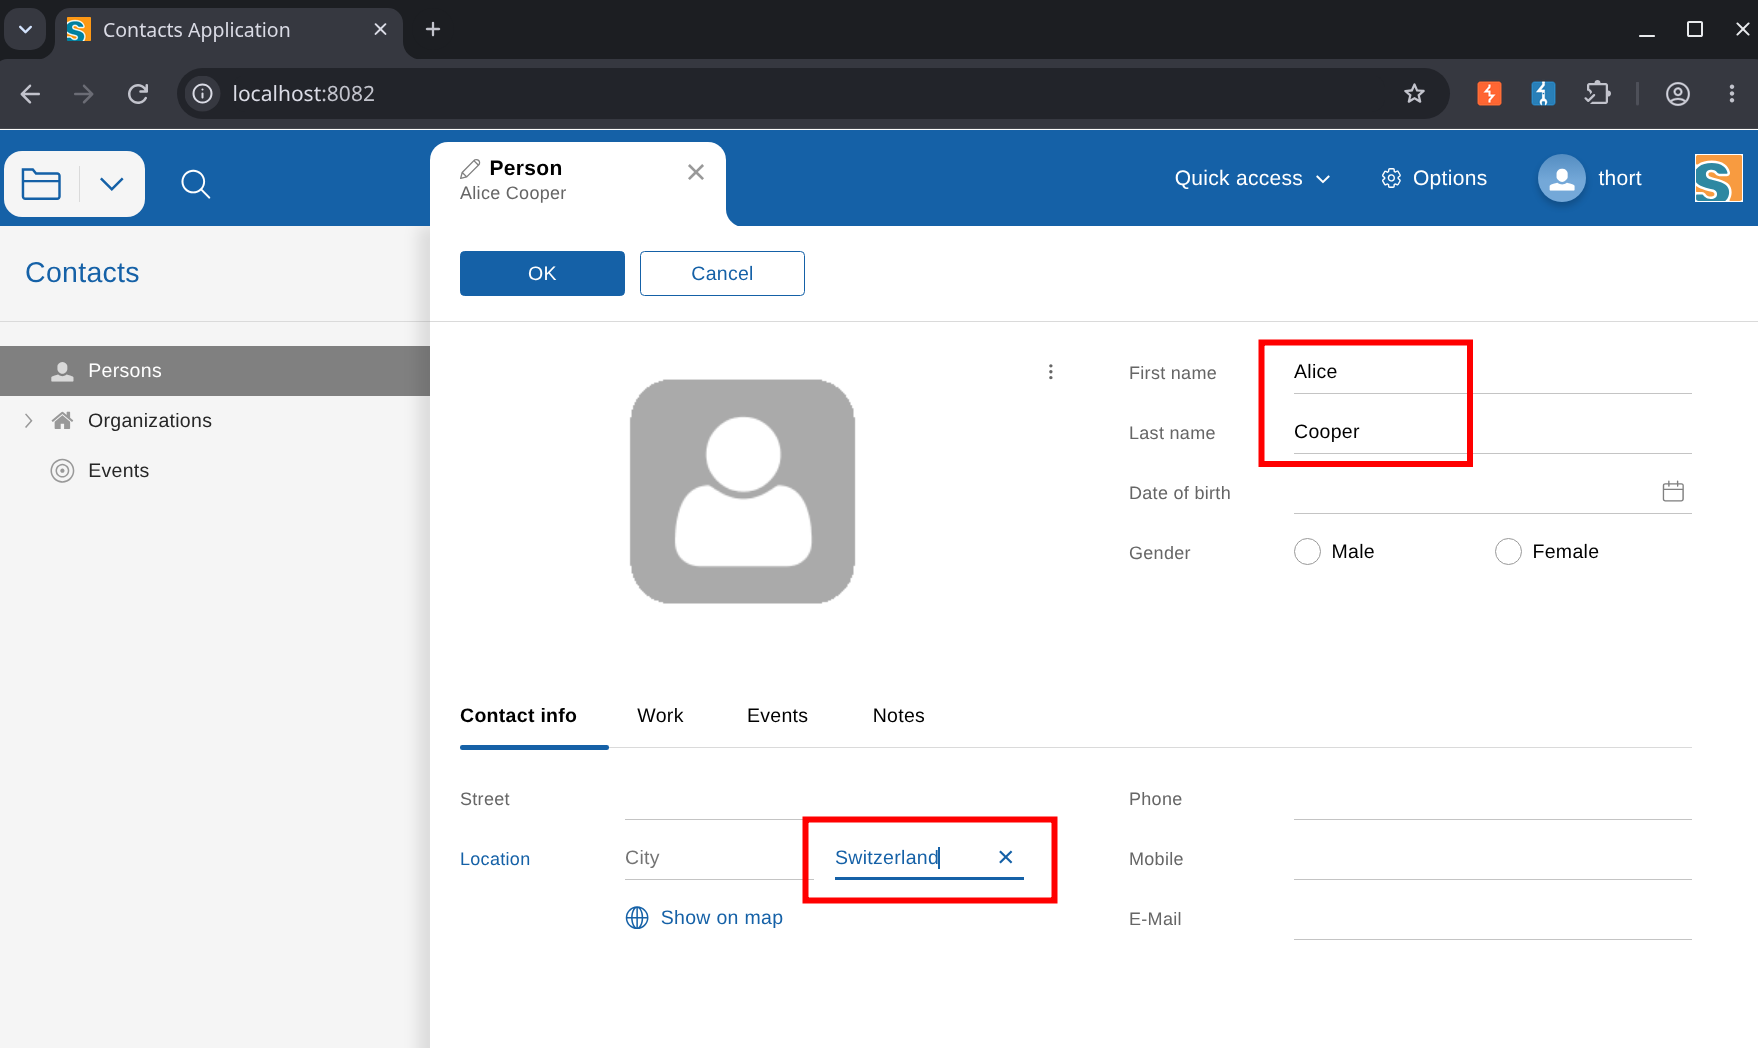 Contacts Application
localhost:8082
Person
Alice Cooper
Quick access
Options
thort
Contacts
OK
Cancel
Persons
Organizations
Events
First name
Alice
Last name
Cooper
Date of birth
Gender
Male
Female
Contact info
Work
Events
Notes
Street
Location
City
Switzerland
Show on map
Phone
Mobile
E-Mail